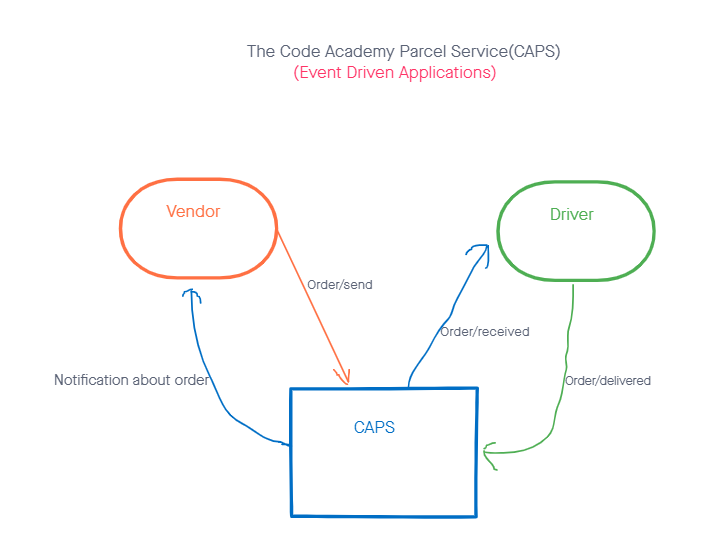 The Code Academy Parcel Service(CAPS)
(Event Driven Applications)
Vendor
Driver
Order/send
Order/received
Notification about order
Order/delivered
CAPS